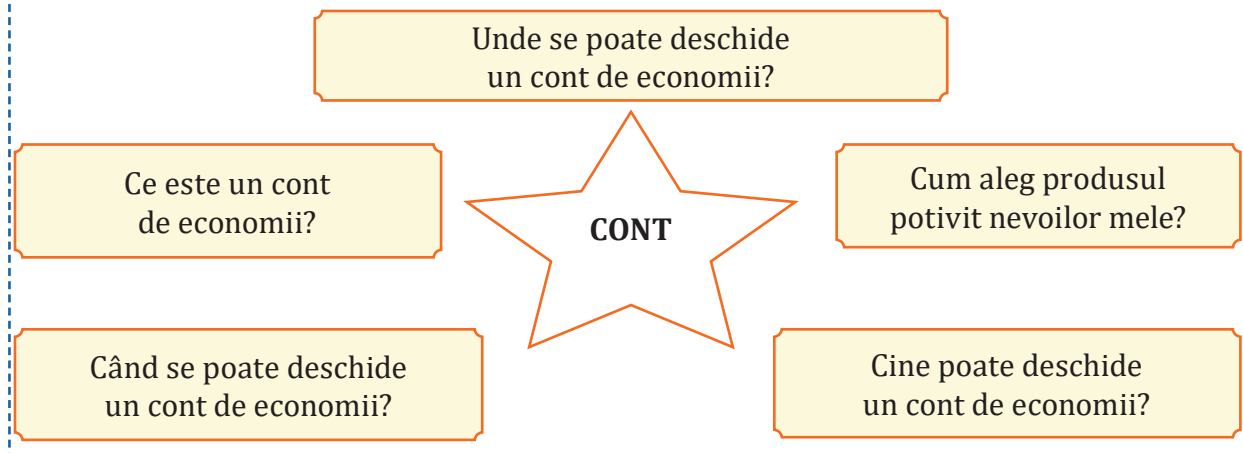 Unde se poate deschide
un cont de economii?
Ce este un cont
de economii?
Cum aleg produsul
potivit nevoilor mele?
CONT
Când se poate deschide
un cont de economii?
Cine poate deschide
un cont de economii?